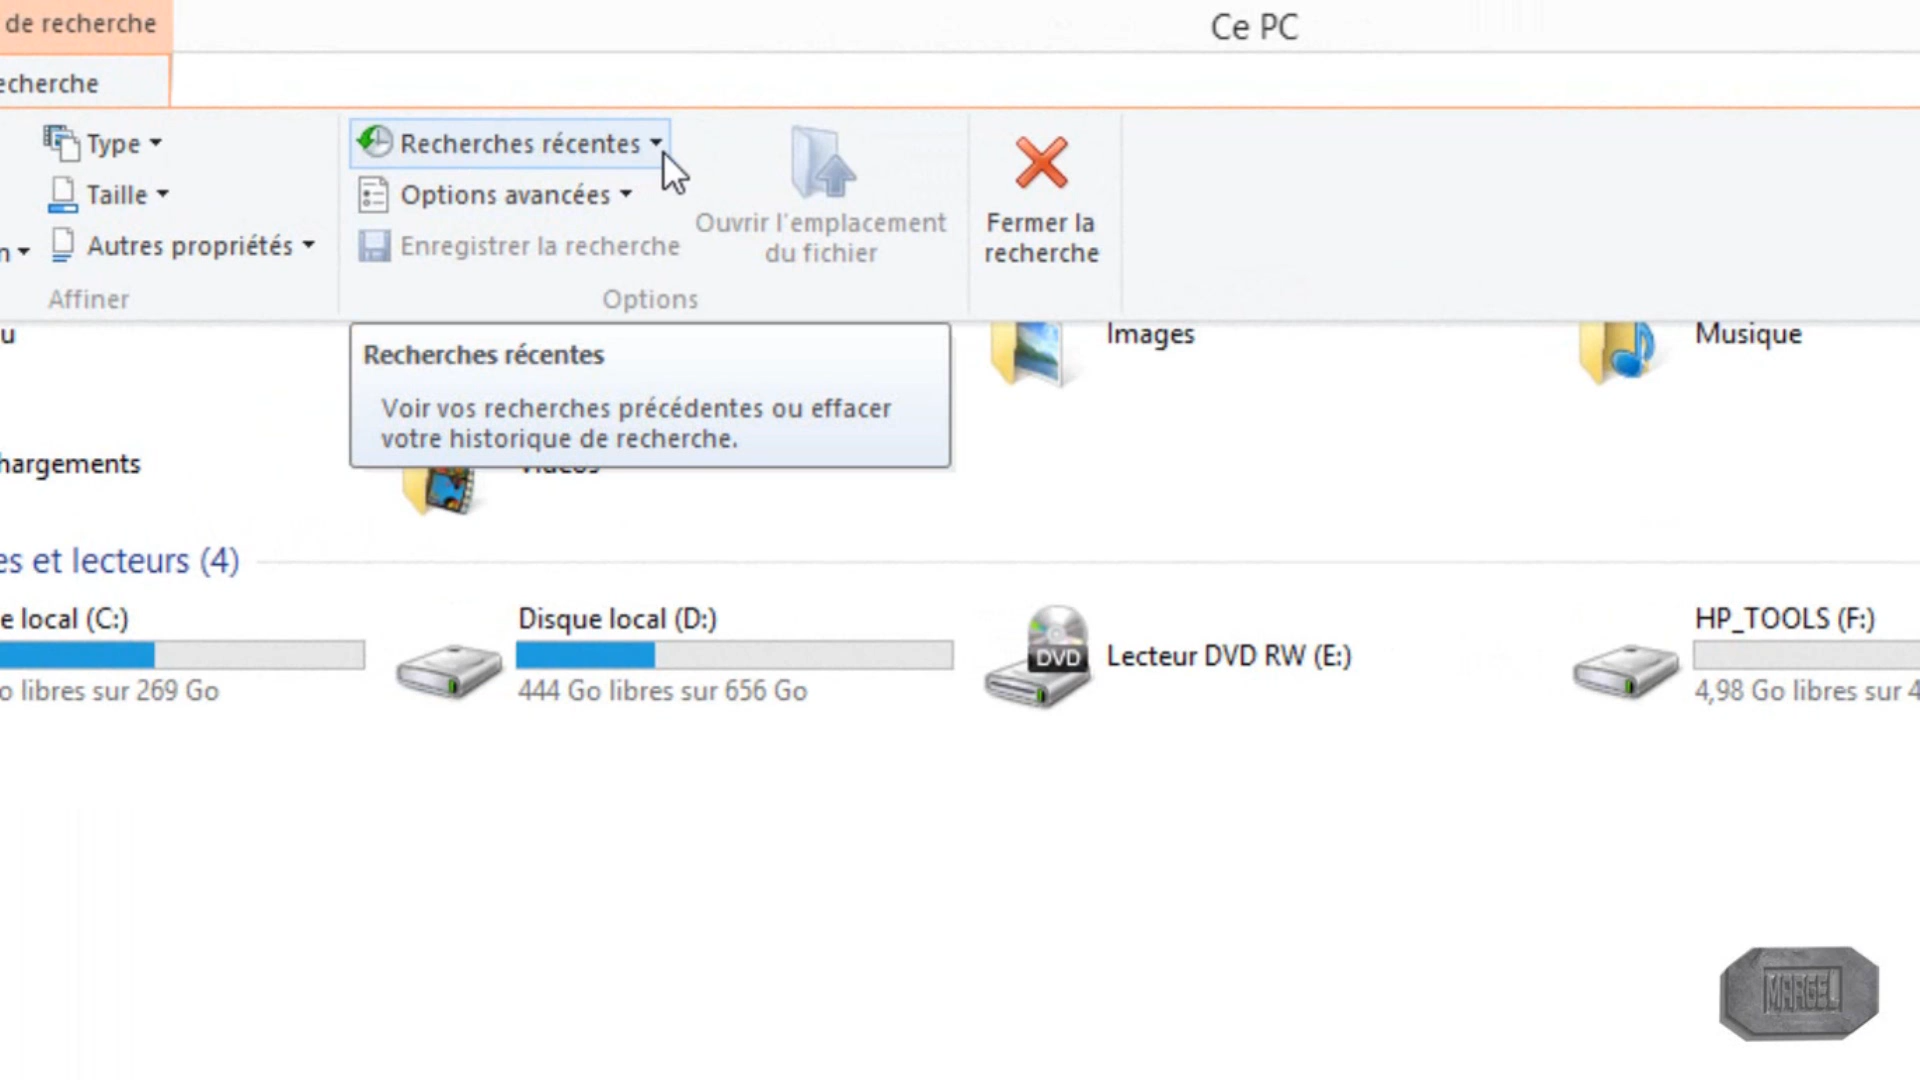 de recherche
Ce PC
echerche
Type
Taille
n
Autres propriétés
Affiner
Recherches récentes
Options avancées
Enregistrer la recherche
Ouvrir l'emplacement
du fichier
Options
Fermer la
recherche
u
Recherches récentes
Voir vos recherches précédentes ou effacer
votre historique de recherche.
Images
Musique
hargements
Vidéos
es et lecteurs (4)
e local (C:)
o libres sur 269 Go
Disque local (D:)
444 Go libres sur 656 Go
DVD
Lecteur DVD RW (E:)
HP_TOOLS (F:)
4,98 Go libres sur 4
MARCEL